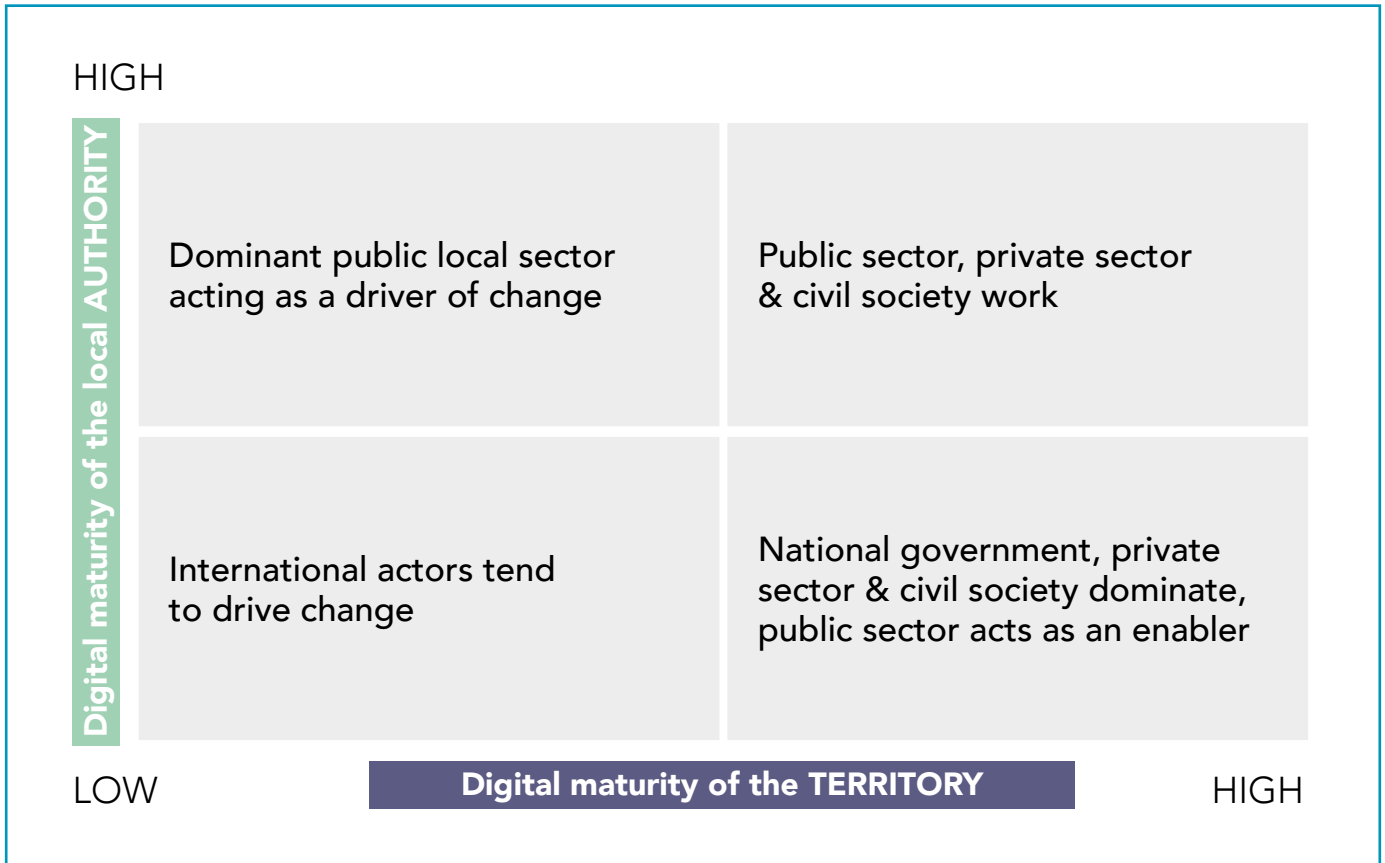 HIGH
Digital maturity of the local AUTHORITY
Dominant public local sector
acting as a driver of change
Public sector, private sector
& civil society work
International actors tend
to drive change
National government, private
sector & civil society dominate,
public sector acts as an enabler
LOW
Digital maturity of the TERRITORY
HIGH